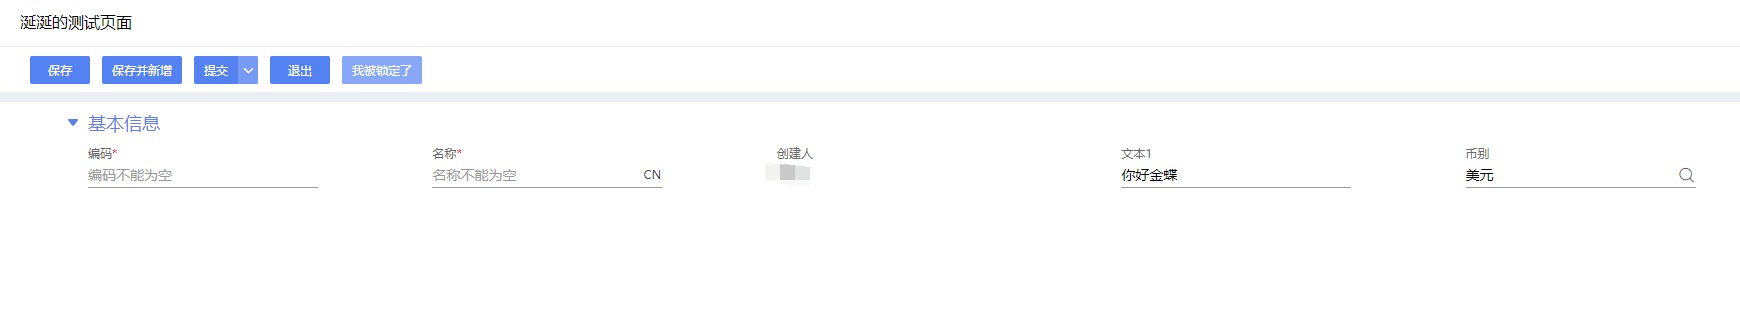 涎涎的测试页面
保存 保存并新增 提交 退出 我被锁定了
基本信息
编码* 名称* 创建人 文本1 币别
编码不能为空 名称不能为空 CN 你好金蝶 美元